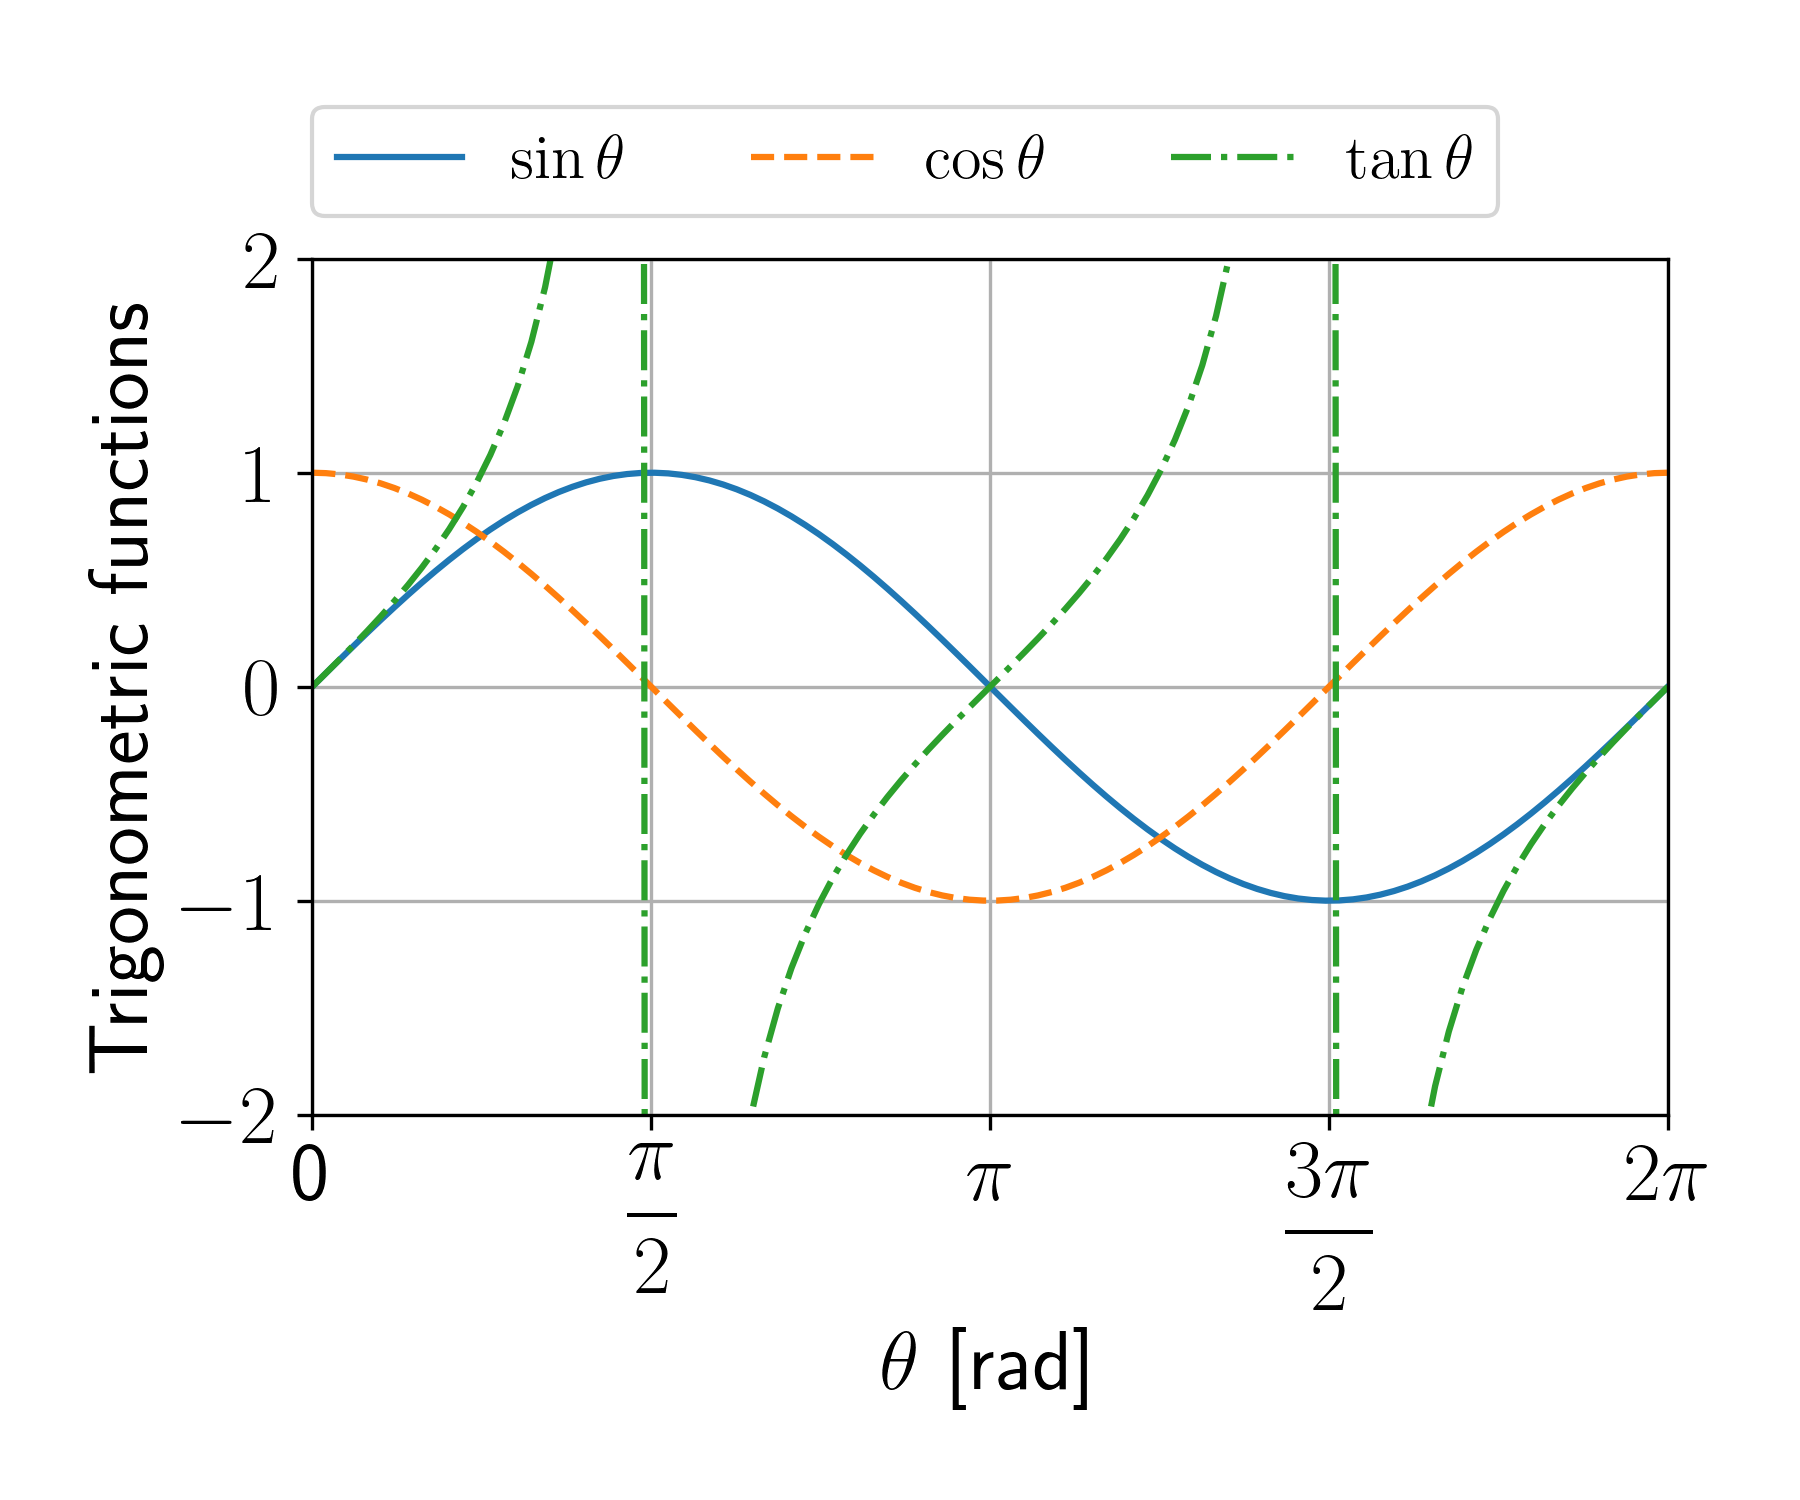 sin θ cos θ tan θ
Trigonometric functions
2
1
0
−1
−2
0 π/2 π 3π/2 2π
θ [rad]